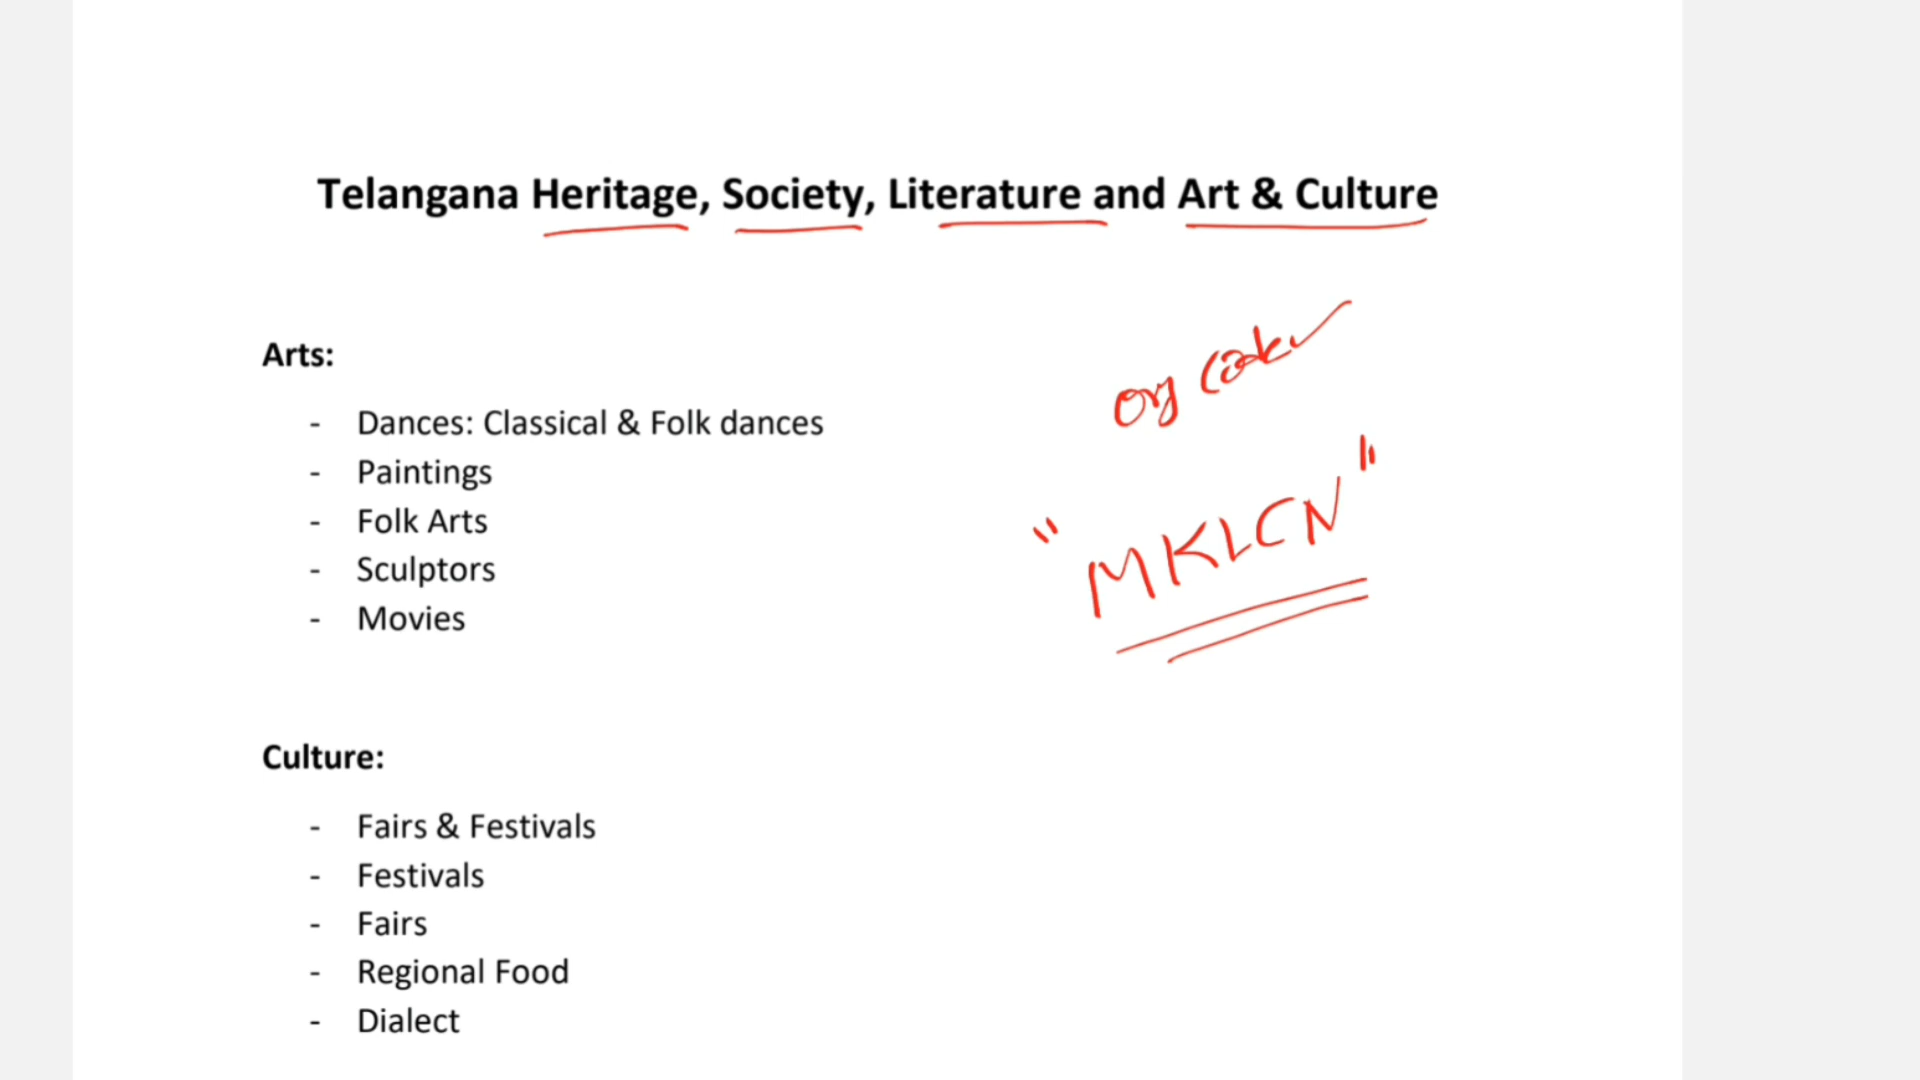 Telangana Heritage, Society, Literature and Art & Culture
Arts:
- Dances: Classical & Folk dances
- Paintings
- Folk Arts
- Sculptors
- Movies
"MKLCN"
Culture:
- Fairs & Festivals
- Festivals
- Fairs
- Regional Food
- Dialect